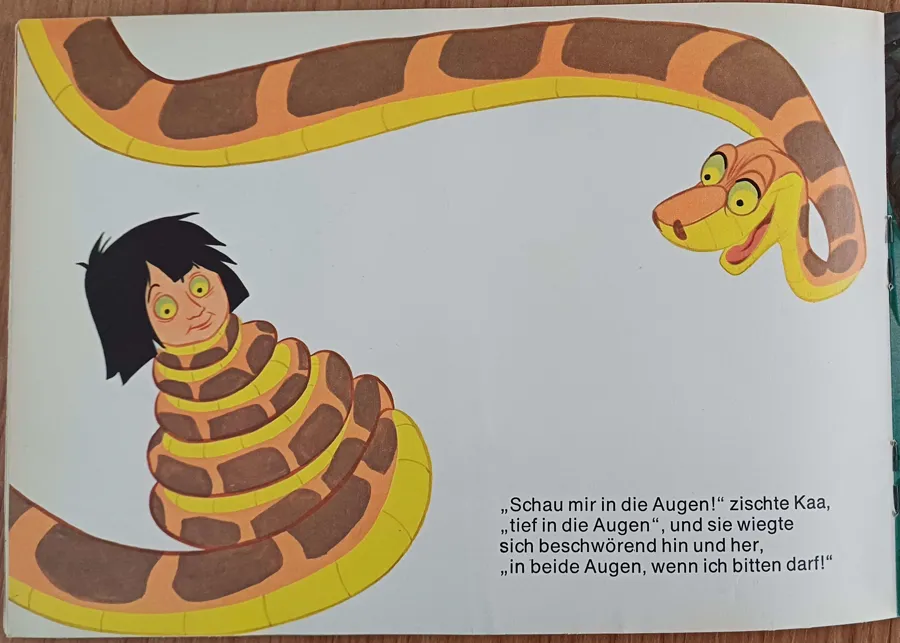 „Schau mir in die Augen!“ zischte Kaa,
„tief in die Augen“, und sie wiegte
sich beschwörend hin und her,
„in beide Augen, wenn ich bitten darf!“